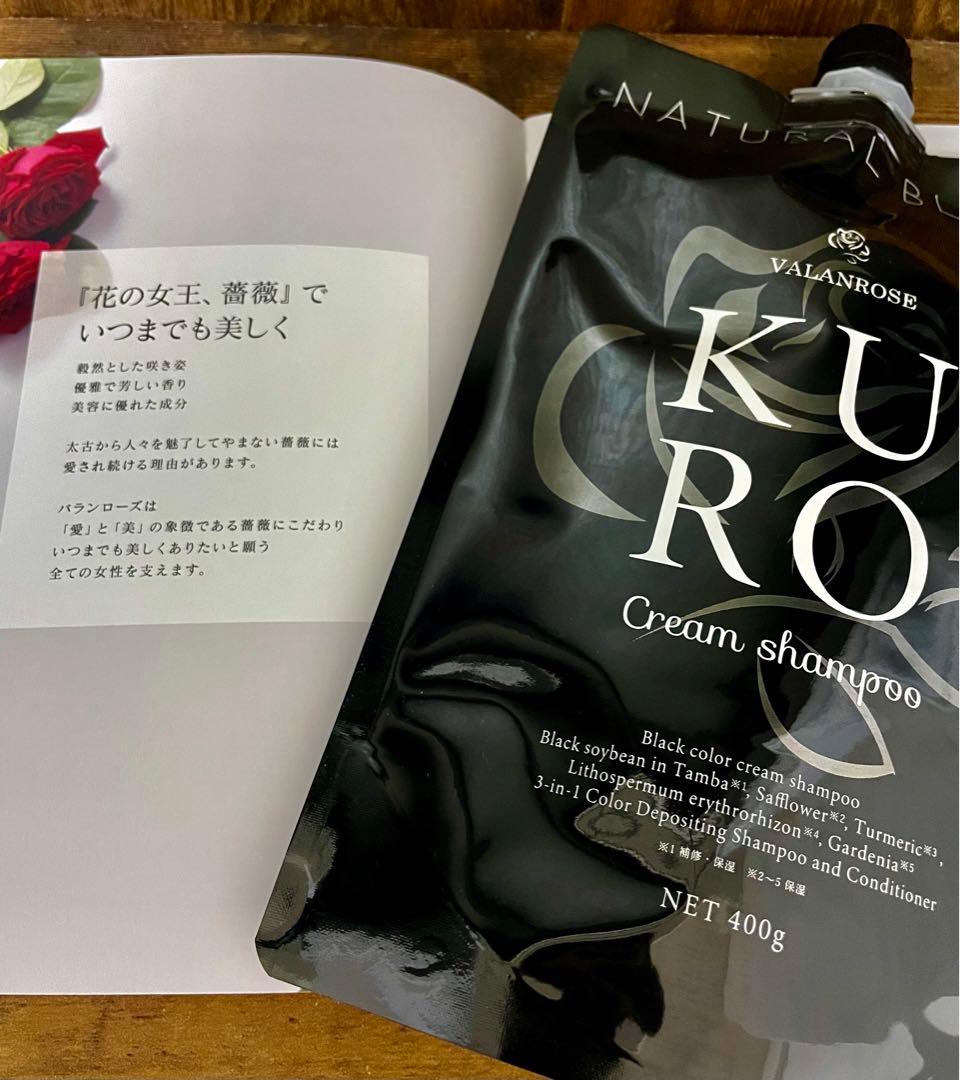 『花の女王、薔薇』で
いつまでも美しく
毅然とした咲き姿
優雅で芳しい香り
美容に優れた成分
太古から人々を魅了してやまない薔薇には
愛され続ける理由があります。
バランローズは
「愛」と「美」の象徴である薔薇にこだわり
いつまでも美しくありたいと願う
全ての女性を支えます。
NATURAL
VALANROSE
KU
RO
Cream shampoo
Black color cream shampoo
Black soybean in Tamba※1, Safflower※2, Turmeric※3,
Lithospermum erythrorhizon※4, Gardenia※5
3-in-1 Color Depositing Shampoo and Conditioner
※1 補修・保湿 ※2～5 保湿
NET 400g